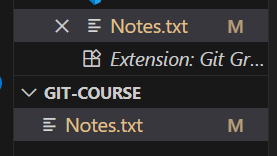 Notes.txt M
Extension: Git Gr...
GIT-COURSE
Notes.txt M